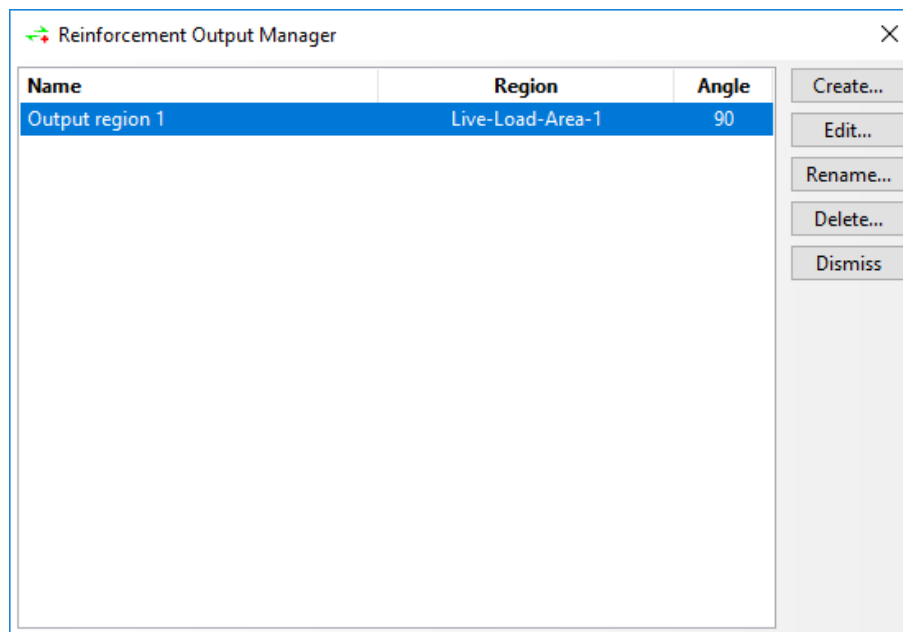 Reinforcement Output Manager
Name Region Angle
Output region 1 Live-Load-Area-1 90
Create...
Edit...
Rename...
Delete...
Dismiss